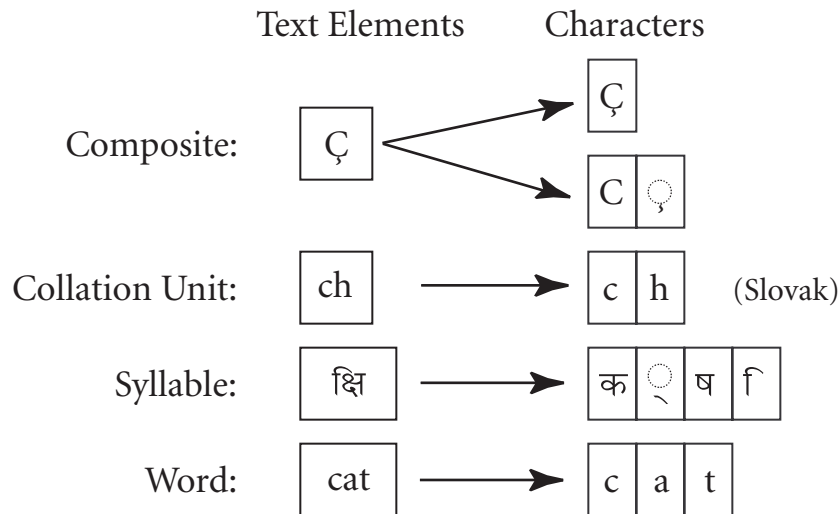 Text Elements Characters
Ç
Composite: Ç
C ◌̧
Collation Unit: ch c h (Slovak)
Syllable: क्षि क ◌् ष ि
Word: cat c a t